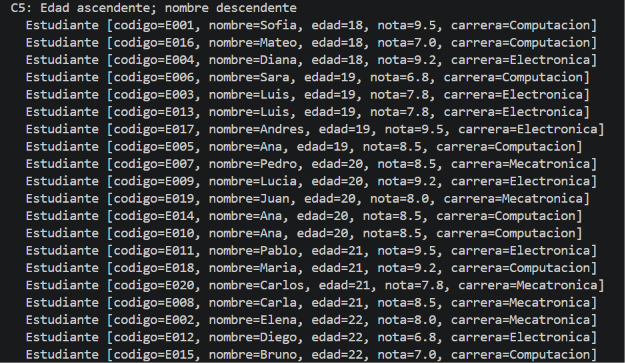 C5: Edad ascendente; nombre descendente
Estudiante [codigo=E001, nombre=Sofia, edad=18, nota=9.5, carrera=Computacion]
Estudiante [codigo=E016, nombre=Mateo, edad=18, nota=7.0, carrera=Computacion]
Estudiante [codigo=E004, nombre=Diana, edad=18, nota=9.2, carrera=Electronica]
Estudiante [codigo=E006, nombre=Sara, edad=19, nota=6.8, carrera=Computacion]
Estudiante [codigo=E003, nombre=Luis, edad=19, nota=7.8, carrera=Electronica]
Estudiante [codigo=E013, nombre=Luis, edad=19, nota=7.8, carrera=Electronica]
Estudiante [codigo=E017, nombre=Andres, edad=19, nota=9.5, carrera=Electronica]
Estudiante [codigo=E005, nombre=Ana, edad=19, nota=8.5, carrera=Computacion]
Estudiante [codigo=E007, nombre=Pedro, edad=20, nota=8.5, carrera=Mecatronica]
Estudiante [codigo=E009, nombre=Lucia, edad=20, nota=9.2, carrera=Electronica]
Estudiante [codigo=E019, nombre=Juan, edad=20, nota=8.0, carrera=Mecatronica]
Estudiante [codigo=E014, nombre=Ana, edad=20, nota=8.5, carrera=Computacion]
Estudiante [codigo=E010, nombre=Ana, edad=20, nota=8.5, carrera=Computacion]
Estudiante [codigo=E011, nombre=Pablo, edad=21, nota=9.5, carrera=Electronica]
Estudiante [codigo=E018, nombre=Maria, edad=21, nota=9.2, carrera=Computacion]
Estudiante [codigo=E020, nombre=Carlos, edad=21, nota=7.8, carrera=Mecatronica]
Estudiante [codigo=E008, nombre=Carla, edad=21, nota=8.5, carrera=Mecatronica]
Estudiante [codigo=E002, nombre=Elena, edad=22, nota=8.0, carrera=Mecatronica]
Estudiante [codigo=E012, nombre=Diego, edad=22, nota=6.8, carrera=Electronica]
Estudiante [codigo=E015, nombre=Bruno, edad=22, nota=7.0, carrera=Computacion]